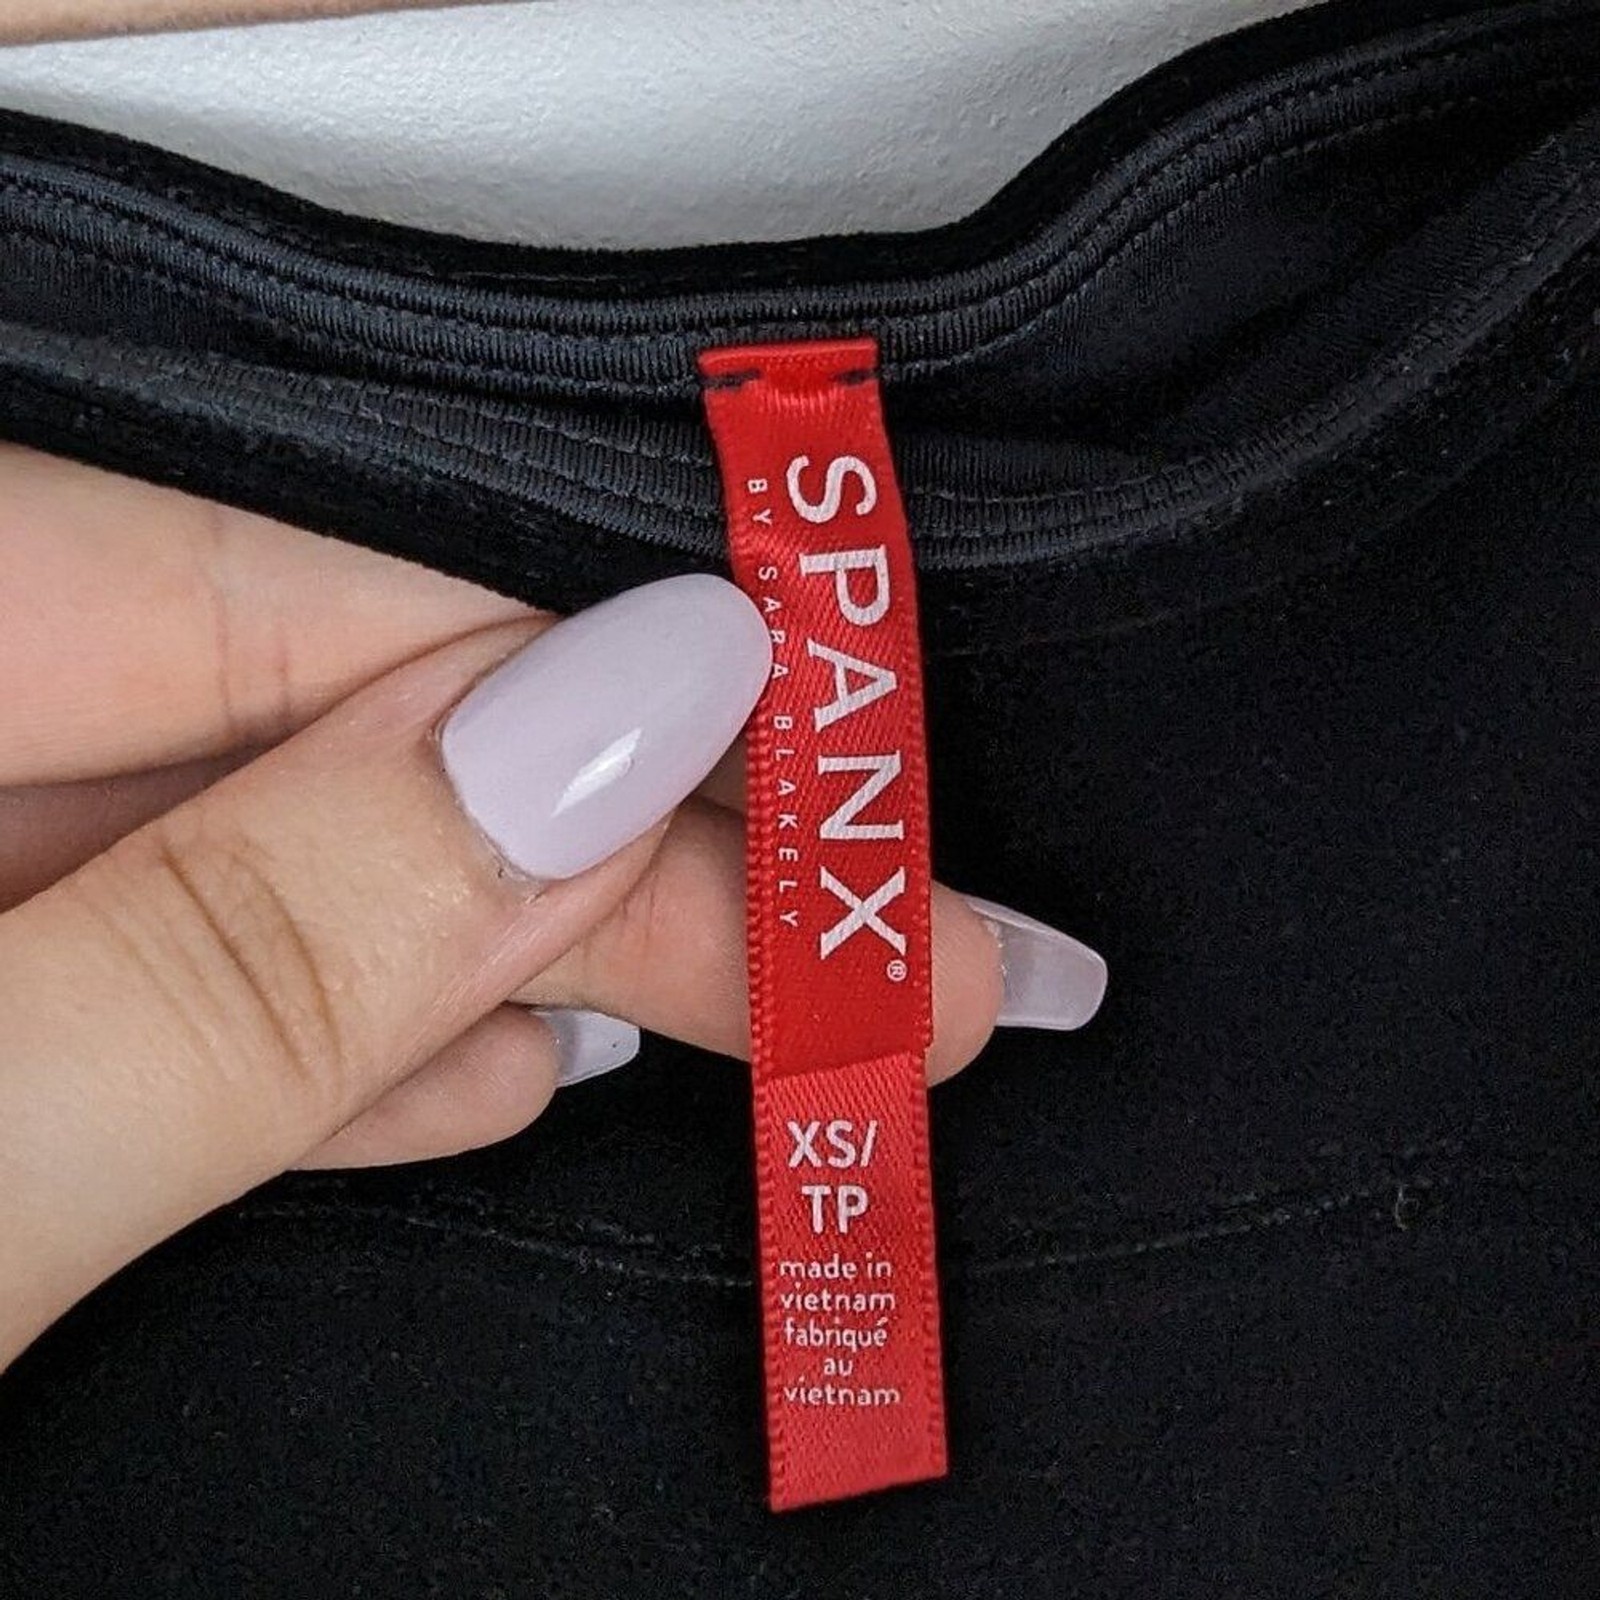 SPANX®
BY SARA BLAKELY
XS/
TP
made in
vietnam
fabriqué
au
vietnam